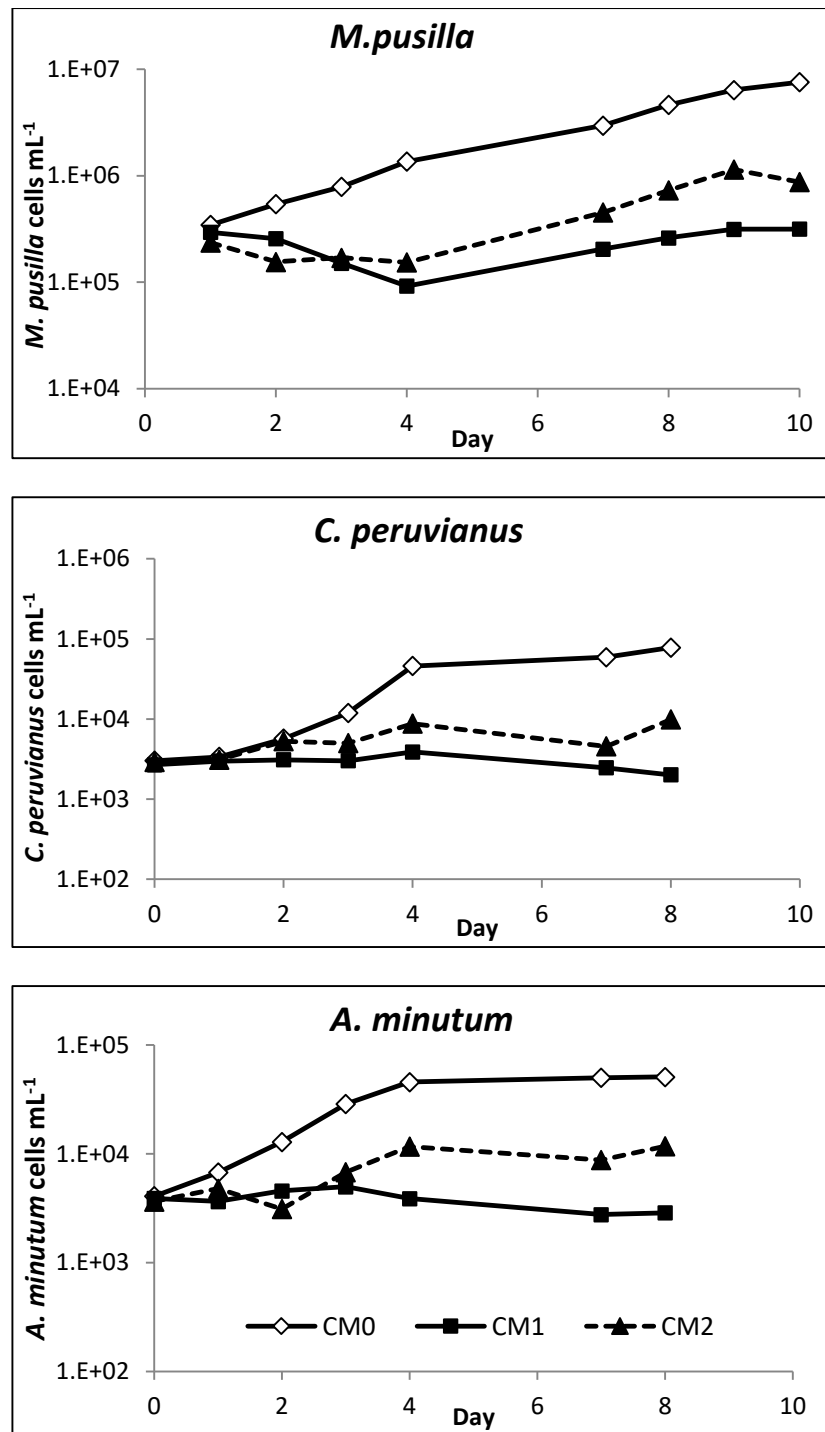 M.pusilla
M. pusilla cells mL-1
1.E+07
1.E+06
1.E+05
1.E+04
0 2 4 6 8 10
Day
C. peruvianus
C. peruvianus cells mL-1
1.E+06
1.E+05
1.E+04
1.E+03
1.E+02
0 2 4 6 8 10
Day
A. minutum
A. minutum cells mL-1
1.E+05
1.E+04
1.E+03
1.E+02
CM0 CM1 CM2
0 2 4 6 8 10
Day